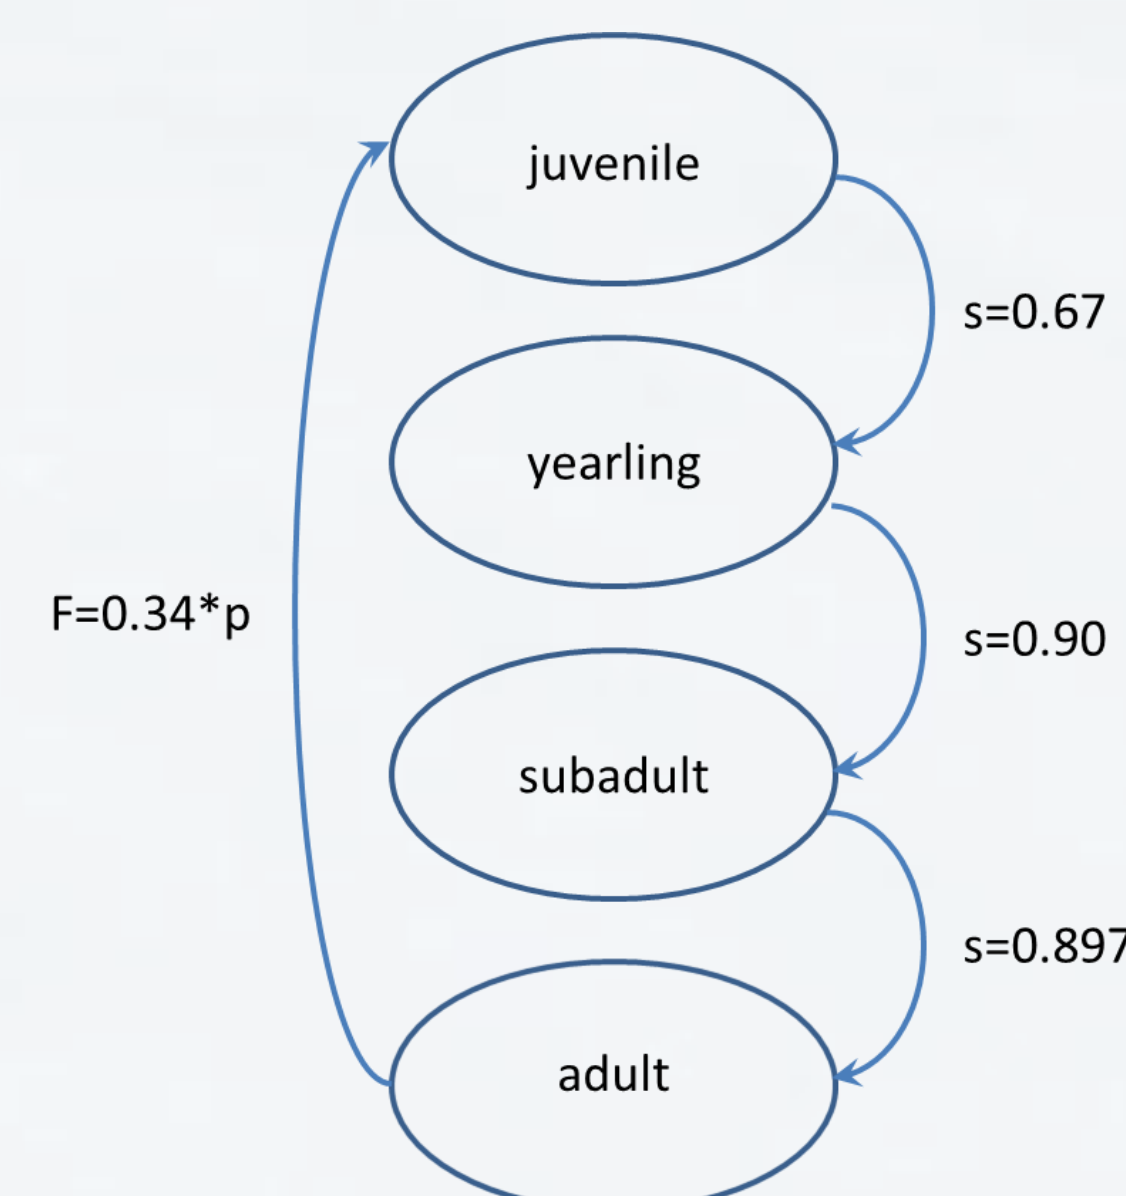 juvenile
s=0.67
yearling
F=0.34*p
s=0.90
subadult
s=0.897
adult